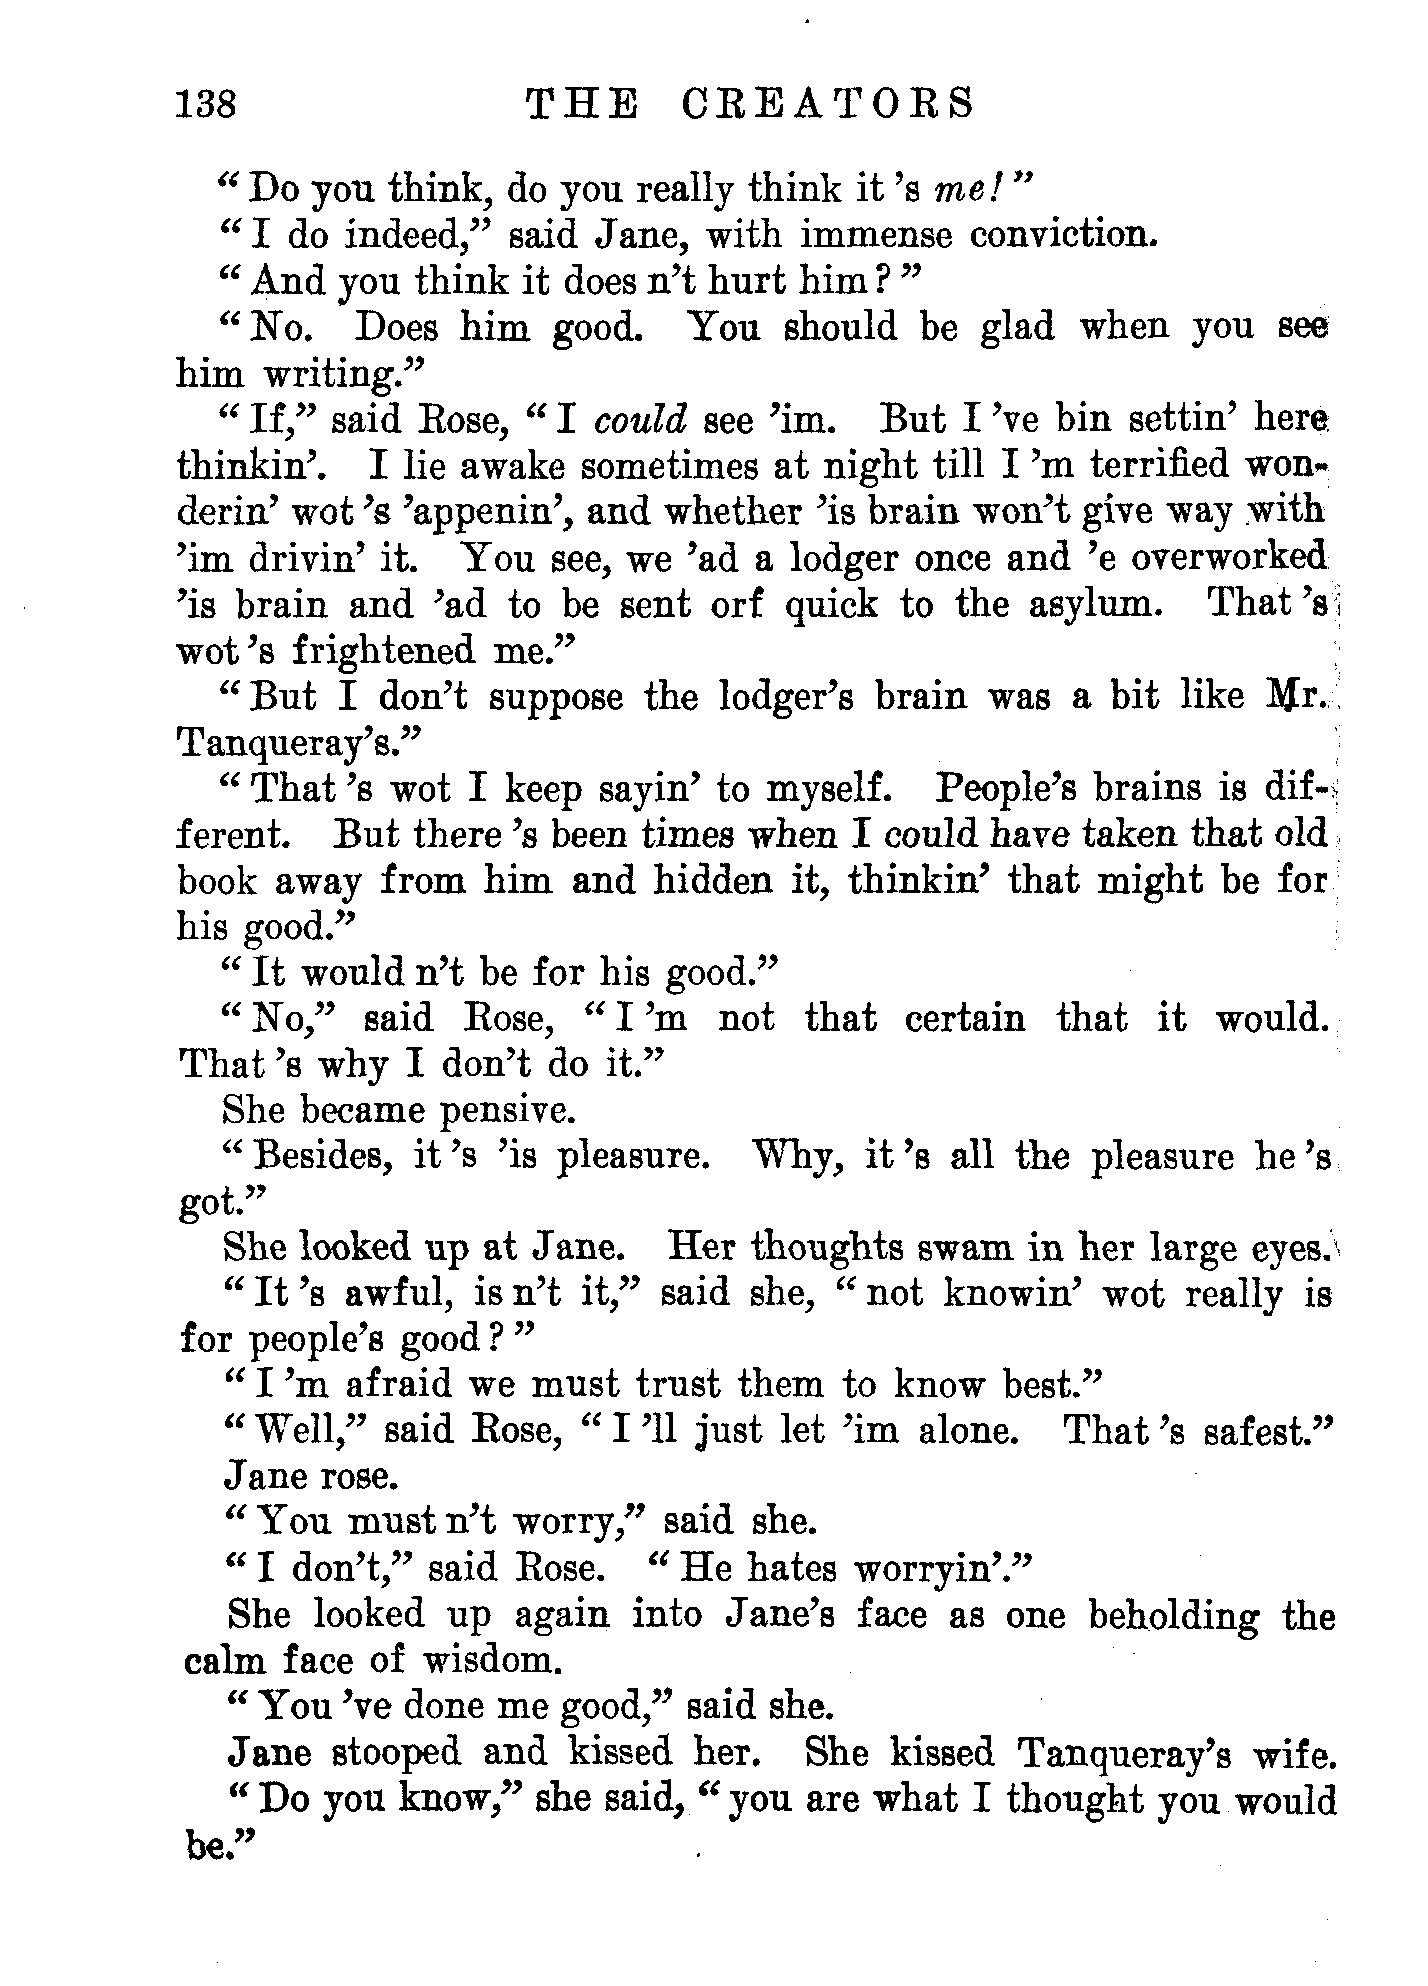 138 THE CREATORS
“Do you think, do you really think it 's me!”
“I do indeed,” said Jane, with immense conviction.
“And you think it does n't hurt him?”
“No. Does him good. You should be glad when you see
him writing.”
“If,” said Rose, “I could see 'im. But I 've bin settin' here
thinkin'. I lie awake sometimes at night till I 'm terrified won-
derin' wot 's 'appenin', and whether 'is brain won't give way with
'im drivin' it. You see, we 'ad a lodger once and 'e overworked
'is brain and 'ad to be sent orf quick to the asylum. That 's
wot 's frightened me.”
“But I don't suppose the lodger's brain was a bit like Mr.
Tanqueray's.”
“That 's wot I keep sayin' to myself. People's brains is dif-
ferent. But there 's been times when I could have taken that old
book away from him and hidden it, thinkin' that might be for
his good.”
“It would n't be for his good.”
“No,” said Rose, “I 'm not that certain that it would.
That 's why I don't do it.”
She became pensive.
“Besides, it 's 'is pleasure. Why, it 's all the pleasure he 's
got.”
She looked up at Jane. Her thoughts swam in her large eyes.
“It 's awful, is n't it,” said she, “not knowin' wot really is
for people's good?”
“I 'm afraid we must trust them to know best.”
“Well,” said Rose, “I 'll just let 'im alone. That 's safest.”
Jane rose.
“You must n't worry,” said she.
“I don't,” said Rose. “He hates worryin'.”
She looked up again into Jane's face as one beholding the
calm face of wisdom.
“You 've done me good,” said she.
Jane stooped and kissed her. She kissed Tanqueray's wife.
“Do you know,” she said, “you are what I thought you would
be.”